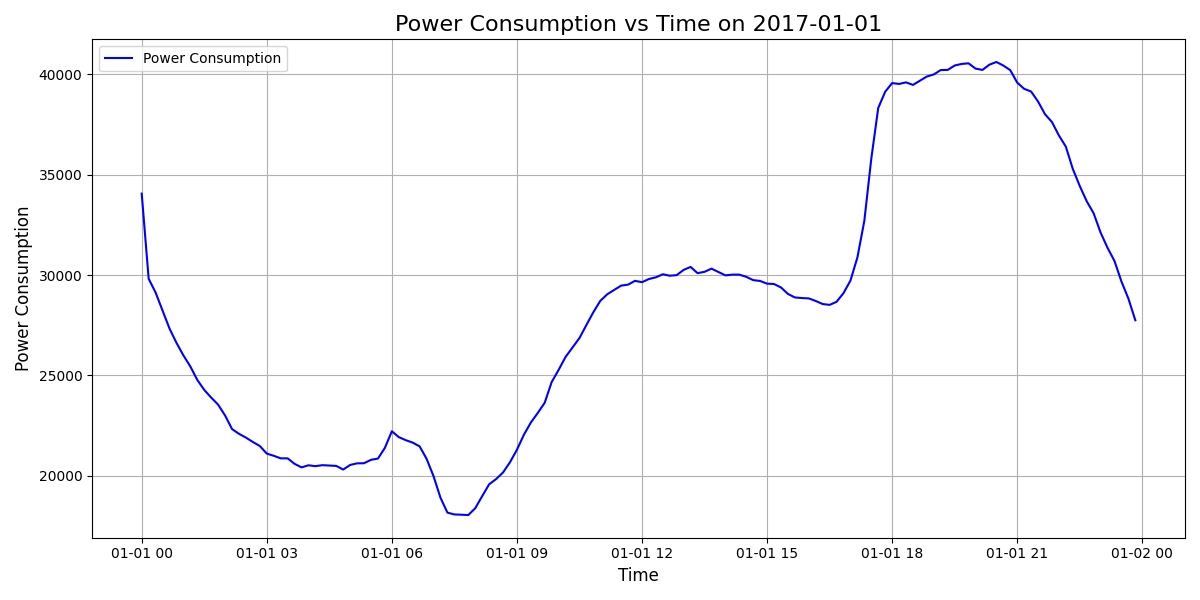 Power Consumption vs Time on 2017-01-01
Power Consumption
Power Consumption
40000
35000
30000
25000
20000
01-01 00 01-01 03 01-01 06 01-01 09 01-01 12 01-01 15 01-01 18 01-01 21 01-02 00
Time